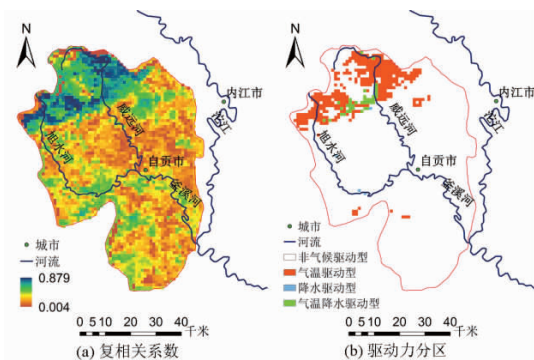 N
内江市
沱江
威远河
旭水河
自贡市
釜溪河
城市
河流
0.879
0.004
0 5 10 20 30 40
千米
(a) 复相关系数
N
内江市
沱江
威远河
旭水河
自贡市
釜溪河
城市
河流
非气候驱动型
气温驱动型
降水驱动型
气温降水驱动型
0 5 10 20 30 40
千米
(b) 驱动力分区